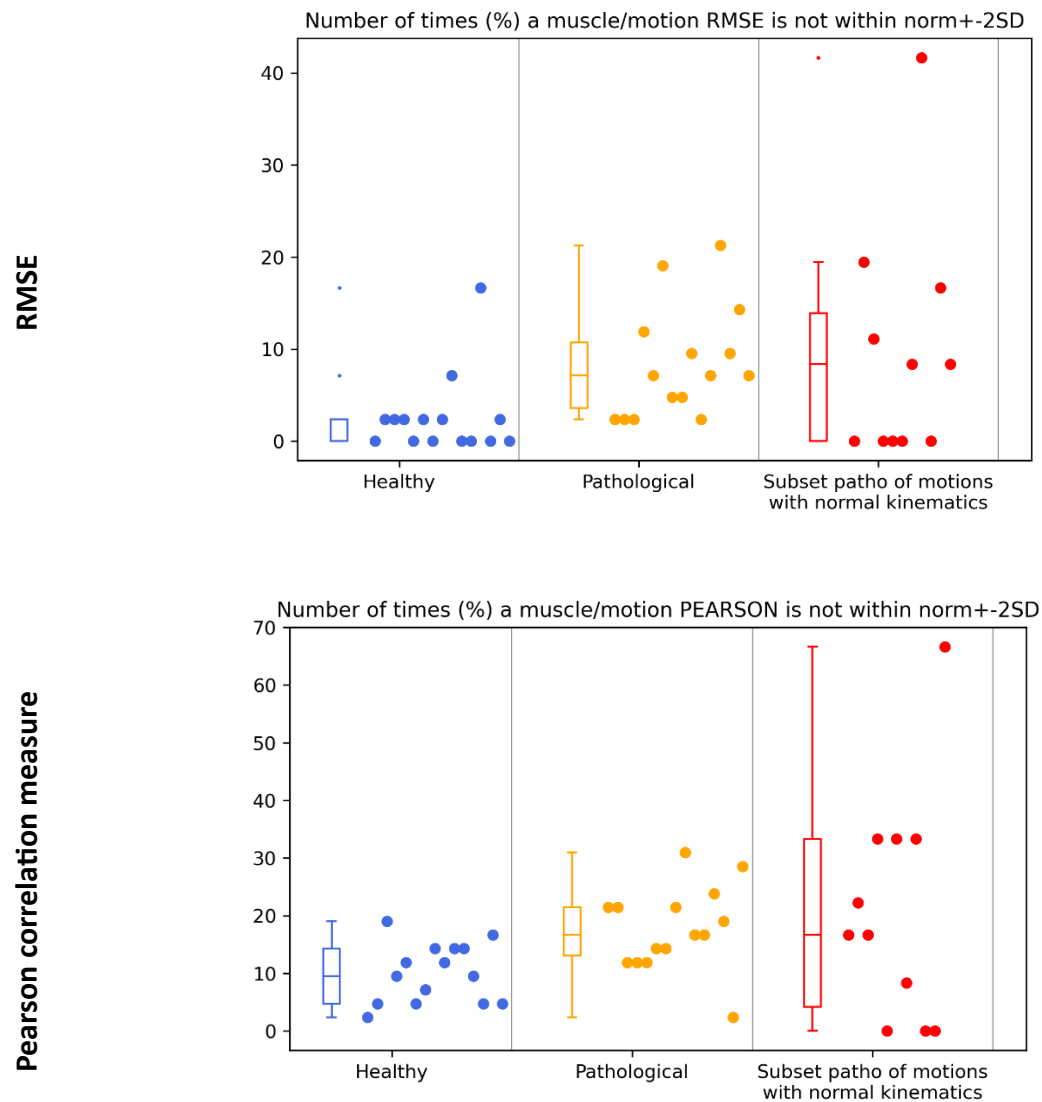 Number of times (%) a muscle/motion RMSE is not within norm+-2SD
RMSE
40
30
20
10
0
Healthy
Pathological
Subset patho of motions
with normal kinematics
Number of times (%) a muscle/motion PEARSON is not within norm+-2SD
Pearson correlation measure
70
60
50
40
30
20
10
0
Healthy
Pathological
Subset patho of motions
with normal kinematics